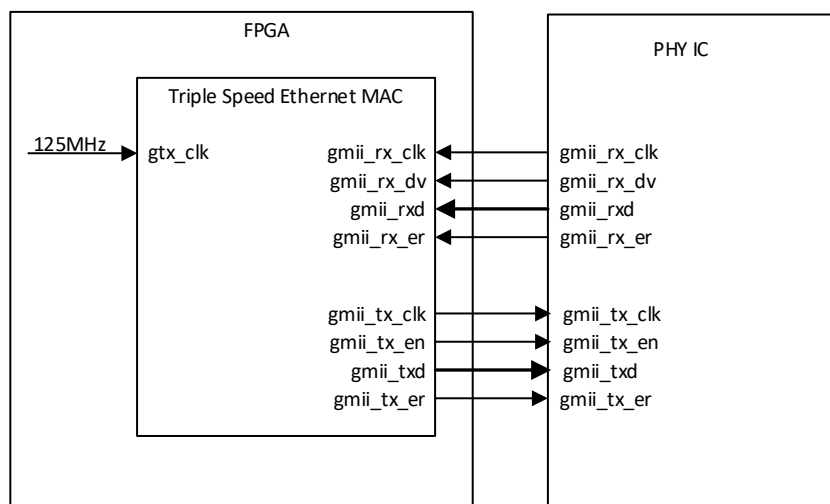 FPGA
PHY IC
Triple Speed Ethernet MAC
125MHz
gtx_clk
gmii_rx_clk
gmii_rx_dv
gmii_rxd
gmii_rx_er
gmii_tx_clk
gmii_tx_en
gmii_txd
gmii_tx_er
gmii_rx_clk
gmii_rx_dv
gmii_rxd
gmii_rx_er
gmii_tx_clk
gmii_tx_en
gmii_txd
gmii_tx_er